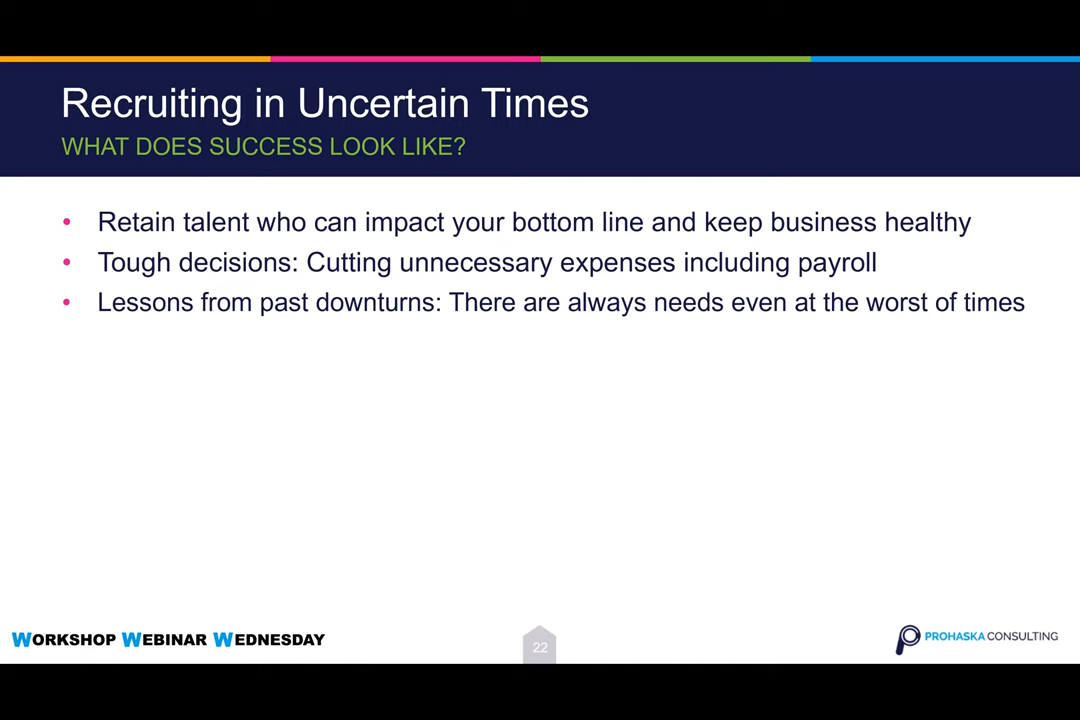 Recruiting in Uncertain Times
WHAT DOES SUCCESS LOOK LIKE?
• Retain talent who can impact your bottom line and keep business healthy
• Tough decisions: Cutting unnecessary expenses including payroll
• Lessons from past downturns: There are always needs even at the worst of times
WORKSHOP WEBINAR WEDNESDAY
22
PROHASKA CONSULTING